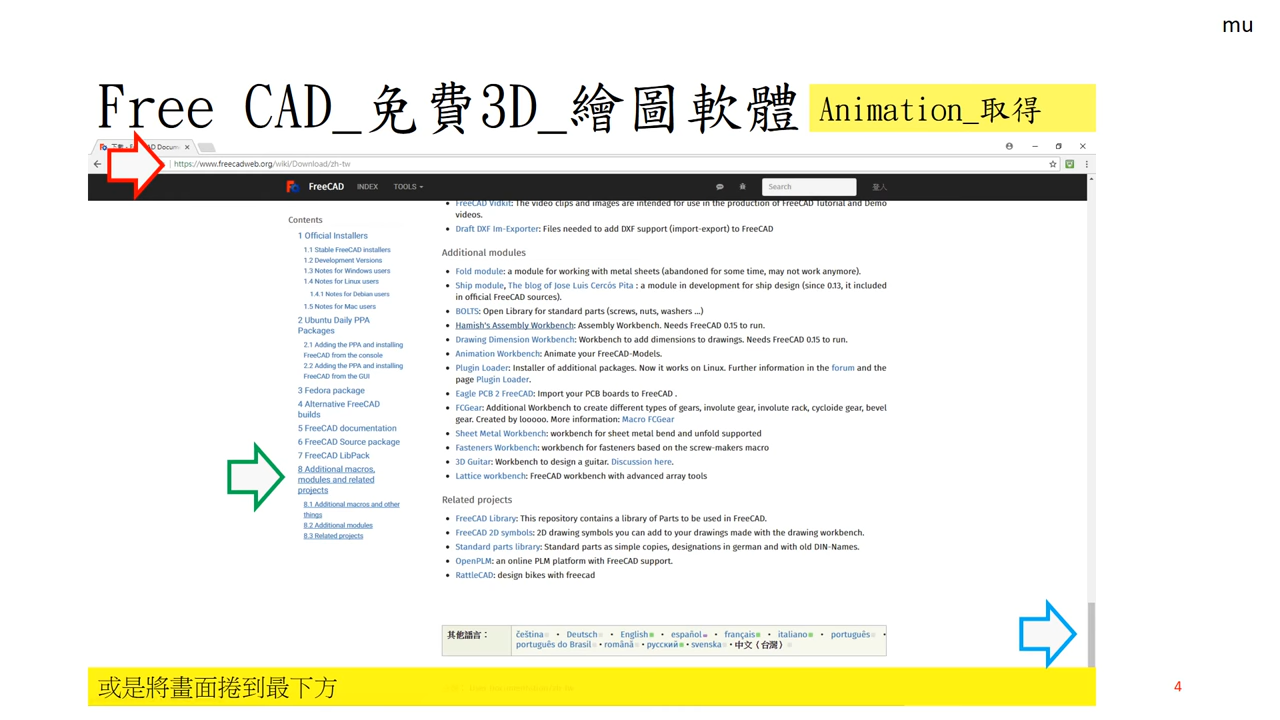 mu
Free CAD_免費3D_繪圖軟體
Animation_取得
https://www.freecadweb.org/wiki/Download/zh-tw
FreeCAD INDEX TOOLS Search 登入
Contents
1 Official Installers
1.1 Stable FreeCAD installers
1.2 Development Versions
1.3 Notes for Windows users
1.4 Notes for Linux users
1.4.1 Notes for Debian users
1.5 Notes for Mac users
2 Ubuntu Daily PPA
Packages
2.1 Adding the PPA and installing
FreeCAD from the console
2.2 Adding the PPA and installing
FreeCAD from the GUI
3 Fedora package
4 Alternative FreeCAD
builds
5 FreeCAD documentation
6 FreeCAD Source package
7 FreeCAD LibPack
8 Additional macros,
modules and related
projects
8.1 Additional macros and other
things
8.2 Additional modules
8.3 Related projects
FreeCAD Vidkit: The video clips and images are intended for use in the production of FreeCAD Tutorial and Demo
videos.
Draft DXF Im-Exporter: Files needed to add DXF support (import-export) to FreeCAD
Additional modules
Fold module: a module for working with metal sheets (abandoned for some time, may not work anymore).
Ship module, The blog of Jose Luis Cercós Pita : a module in development for ship design (since 0.13, it included
in official FreeCAD sources).
BOLTS: Open Library for standard parts (screws, nuts, washers ...)
Hamish's Assembly Workbench: Assembly Workbench. Needs FreeCAD 0.15 to run.
Drawing Dimension Workbench: Workbench to add dimensions to drawings. Needs FreeCAD 0.15 to run.
Animation Workbench: Animate your FreeCAD-Models.
Plugin Loader: Installer of additional packages. Now it works on Linux. Further information in the forum and the
page Plugin Loader.
Eagle PCB 2 FreeCAD: Import your PCB boards to FreeCAD .
FCGear: Additional Workbench to create different types of gears, involute gear, involute rack, cycloide gear, bevel
gear. Created by looooo. More information: Macro FCGear
Sheet Metal Workbench: workbench for sheet metal bend and unfold supported
Fasteners Workbench: workbench for fasteners based on the screw-makers macro
3D Guitar: Workbench to design a guitar. Discussion here.
Lattice workbench: FreeCAD workbench with advanced array tools
Related projects
FreeCAD Library: This repository contains a library of Parts to be used in FreeCAD.
FreeCAD 2D symbols: 2D drawing symbols you can add to your drawings made with the drawing workbench.
Standard parts library: Standard parts as simple copies, designations in german and with old DIN-Names.
OpenPLM: an online PLM platform with FreeCAD support.
RattleCAD: design bikes with freecad
其他語言：
čeština • Deutsch • English • español • français • italiano • português •
português do Brasil • română • русский • svenska • 中文（台灣）
或是將畫面捲到最下方
4